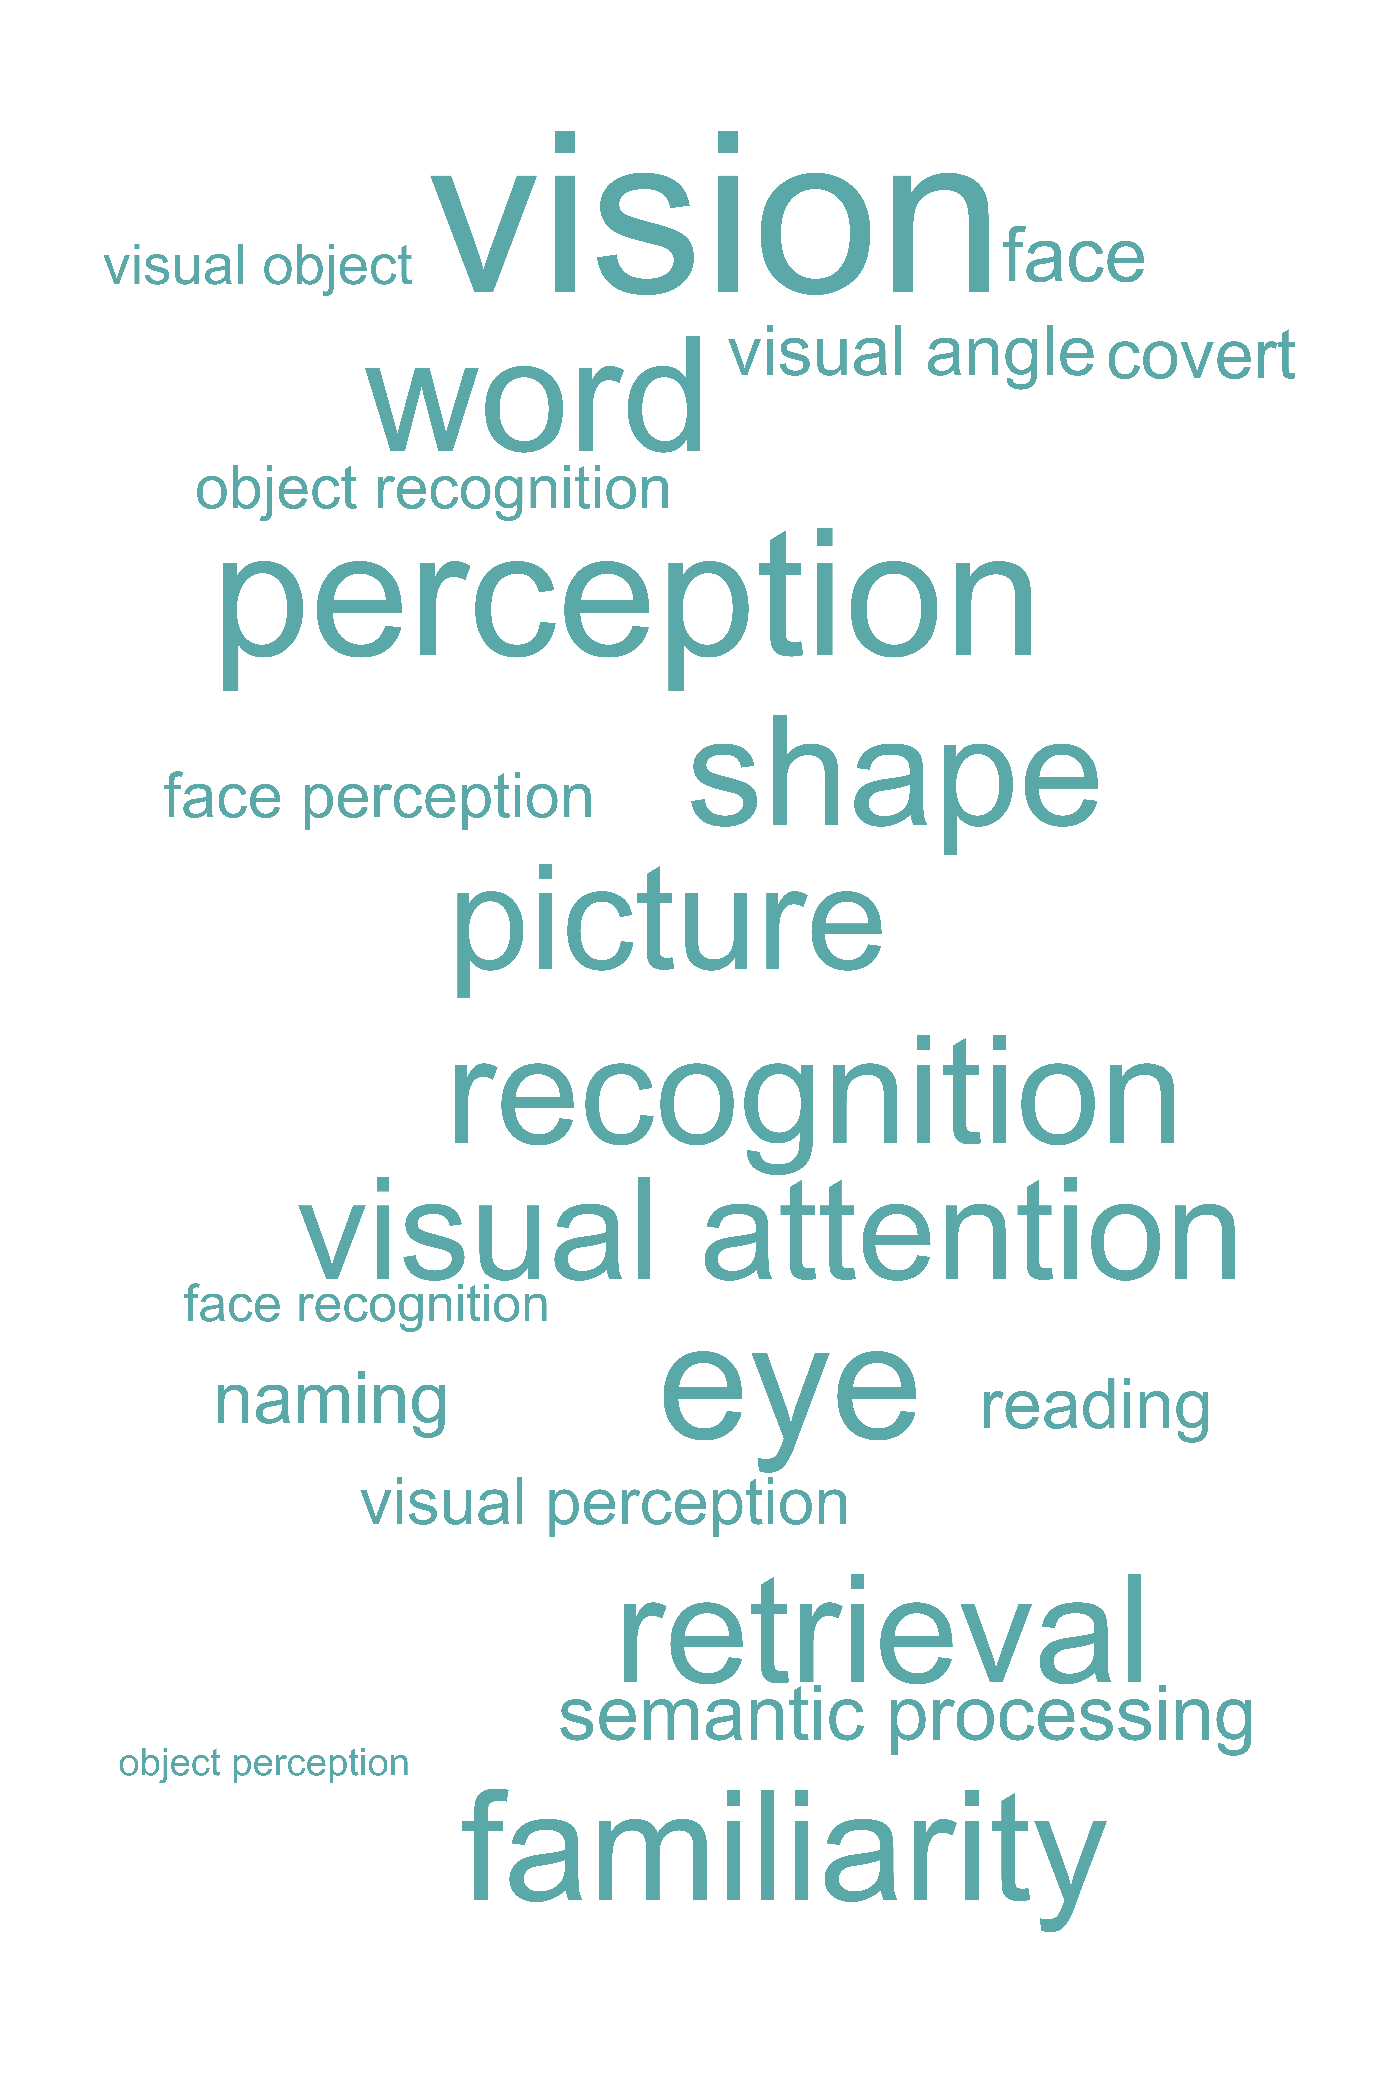 vision
visual object
face
visual angle
covert
word
object recognition
perception
shape
face perception
picture
recognition
visual attention
face recognition
eye
naming
reading
visual perception
retrieval
semantic processing
object perception
familiarity